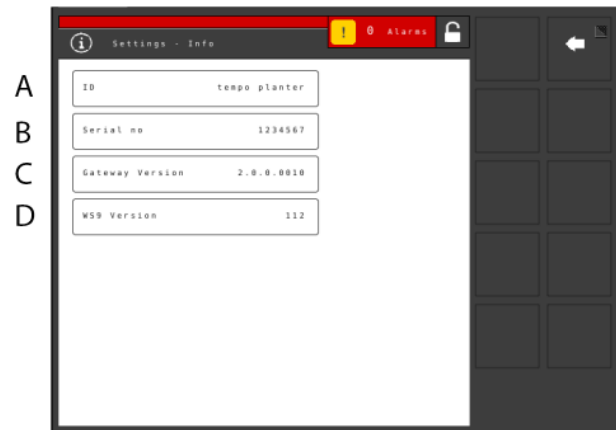 Settings - Info
! 0 Alarms
A
ID tempo planter
B
Serial no 1234567
C
Gateway Version 2.0.0.0010
D
WS9 Version 112